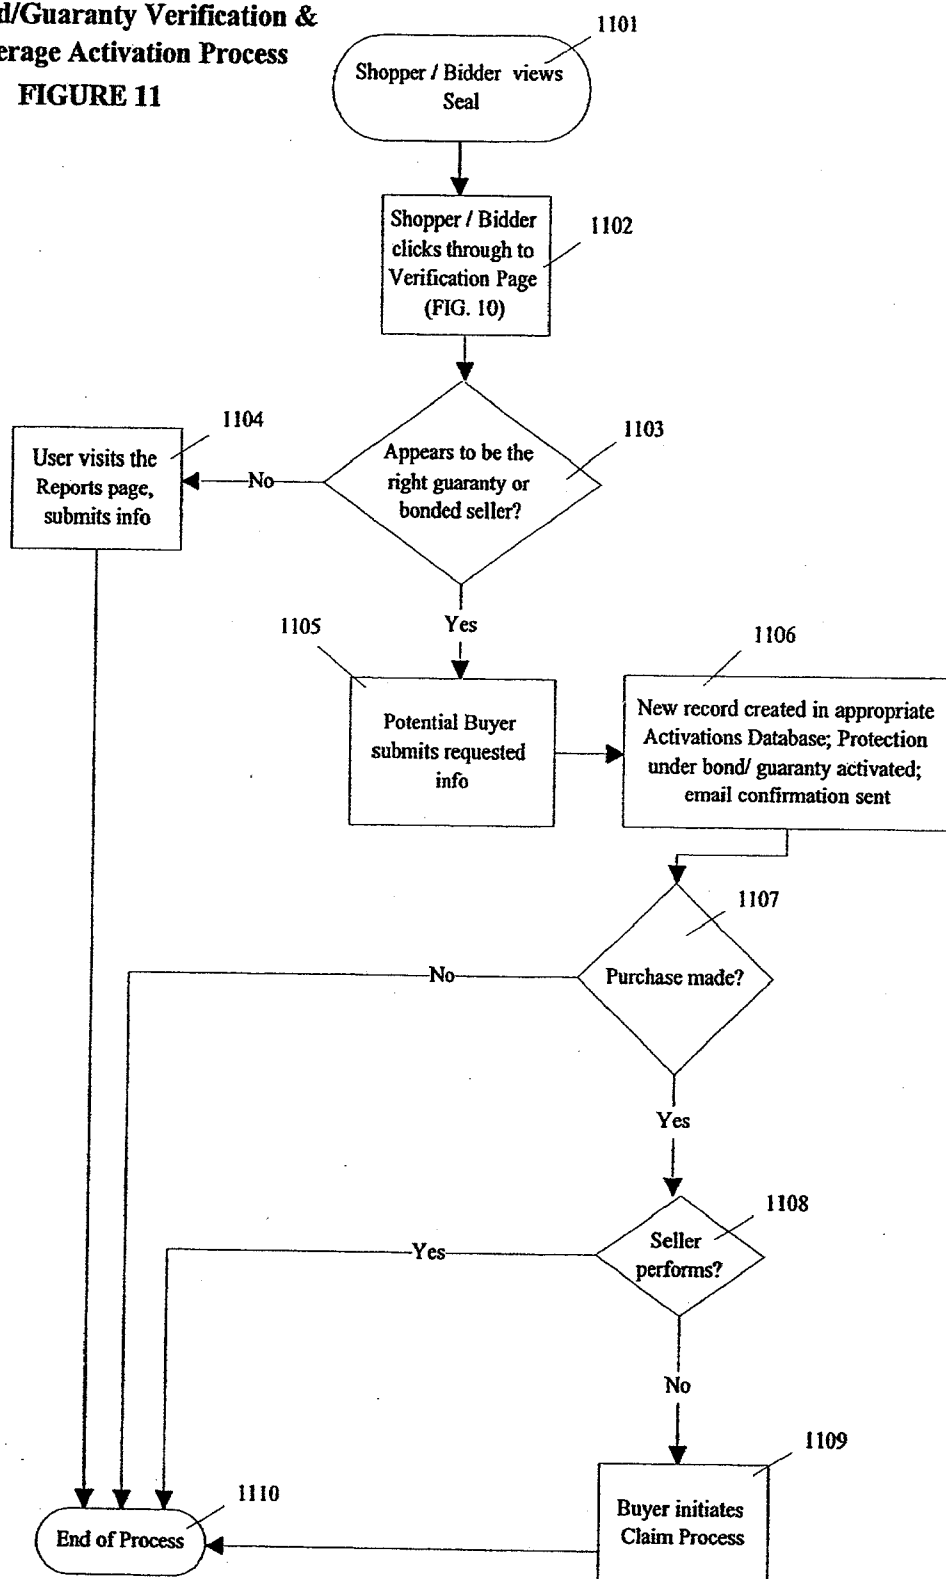 d/Guaranty Verification &
erage Activation Process
FIGURE 11
1101
Shopper / Bidder views
Seal
Shopper / Bidder
clicks through to
Verification Page
(FIG. 10)
1102
Appears to be the
right guaranty or
bonded seller?
1103
No
1104
User visits the
Reports page,
submits info
Yes
1105
Potential Buyer
submits requested
info
1106
New record created in appropriate
Activations Database; Protection
under bond/ guaranty activated;
email confirmation sent
1107
Purchase made?
No
Yes
1108
Seller
performs?
Yes
No
1109
Buyer initiates
Claim Process
1110
End of Process